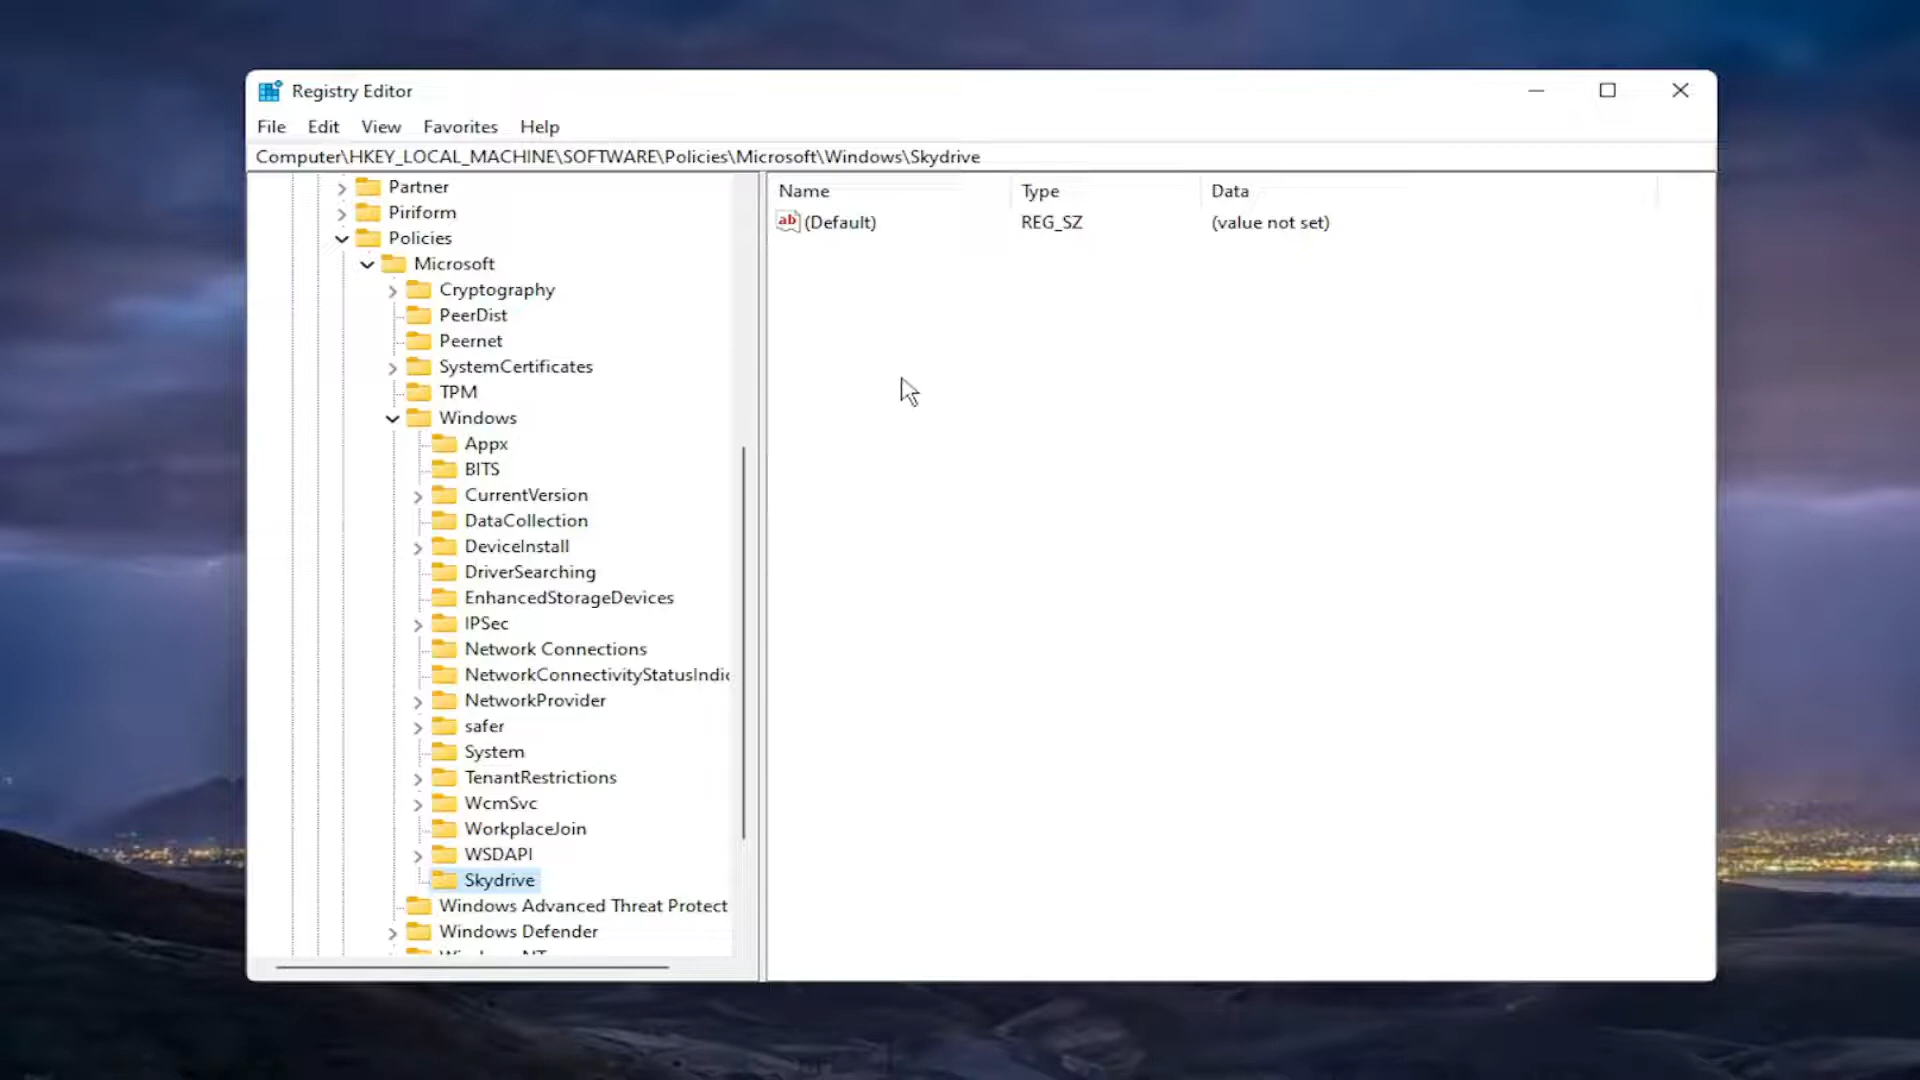 Registry Editor
File Edit View Favorites Help
Computer\HKEY_LOCAL_MACHINE\SOFTWARE\Policies\Microsoft\Windows\Skydrive
Partner
Piriform
Policies
Microsoft
Cryptography
PeerDist
Peernet
SystemCertificates
TPM
Windows
Appx
BITS
CurrentVersion
DataCollection
DeviceInstall
DriverSearching
EnhancedStorageDevices
IPSec
Network Connections
NetworkConnectivityStatusIndic
NetworkProvider
safer
System
TenantRestrictions
WcmSvc
WorkplaceJoin
WSDAPI
Skydrive
Windows Advanced Threat Protect
Windows Defender
Name Type Data
ab (Default) REG_SZ (value not set)